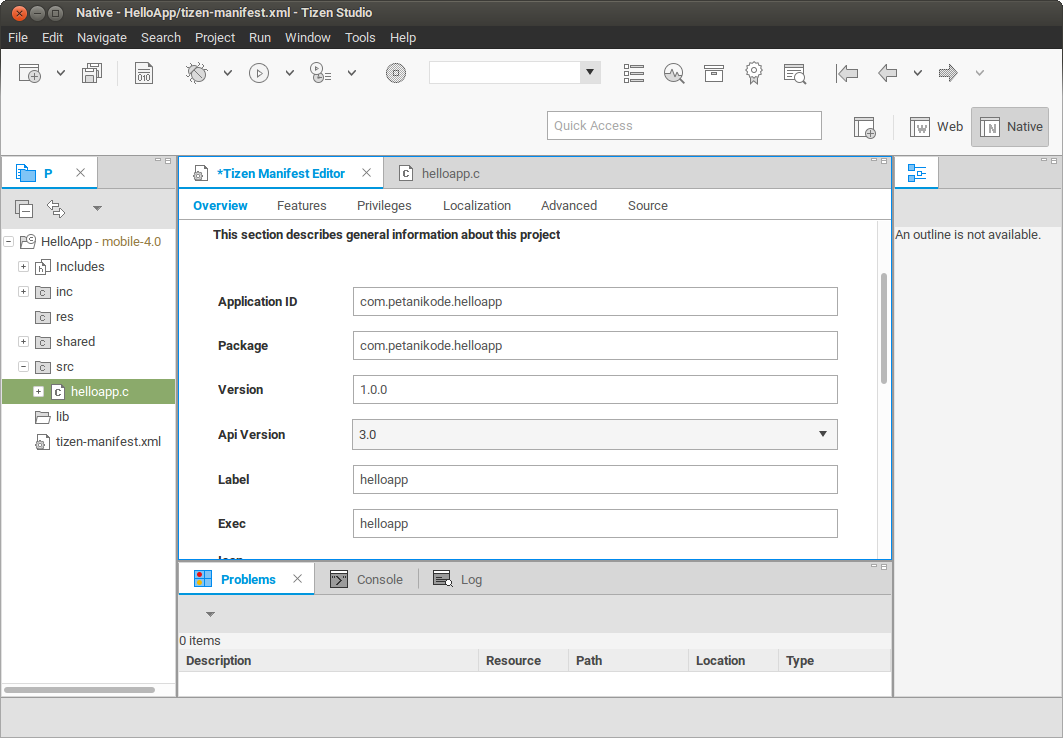 Native - HelloApp/tizen-manifest.xml - Tizen Studio
File Edit Navigate Search Project Run Window Tools Help
010
Quick Access
W Web
N Native
P
*Tizen Manifest Editor
C helloapp.c
Overview Features Privileges Localization Advanced Source
HelloApp - mobile-4.0
Includes
inc
res
shared
src
helloapp.c
lib
tizen-manifest.xml
This section describes general information about this project
Application ID com.petanikode.helloapp
Package com.petanikode.helloapp
Version 1.0.0
Api Version 3.0
Label helloapp
Exec helloapp
An outline is not available.
Problems Console Log
0 items
Description Resource Path Location Type